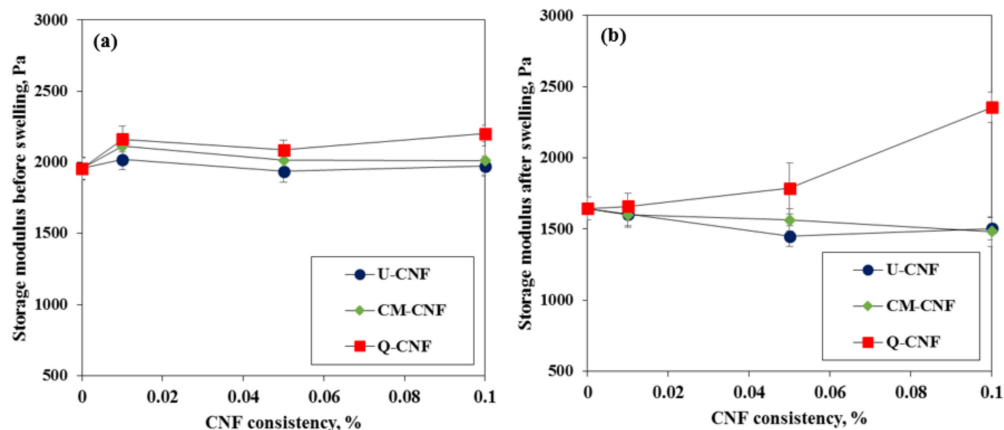 (a)
Storage modulus before swelling, Pa
3000
2500
2000
1500
1000
500
0
0.02
0.04
0.06
0.08
0.1
CNF consistency, %
U-CNF
CM-CNF
Q-CNF
(b)
Storage modulus after swelling, Pa
3000
2500
2000
1500
1000
500
0
0.02
0.04
0.06
0.08
0.1
CNF consistency, %
U-CNF
CM-CNF
Q-CNF